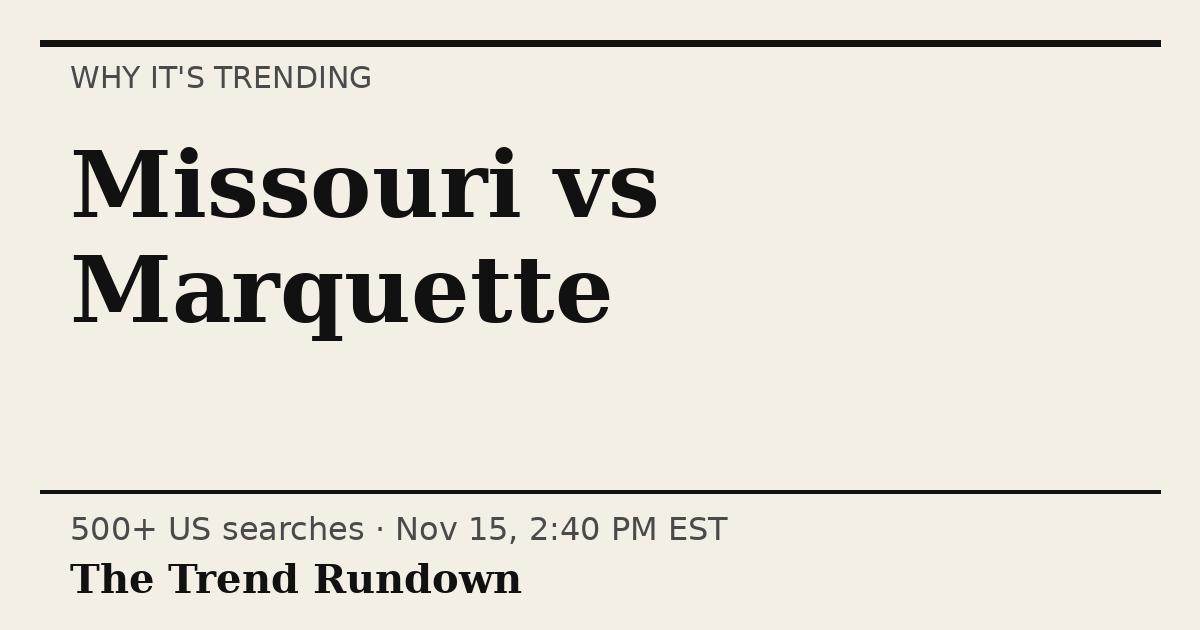 WHY IT'S TRENDING
Missouri vs
Marquette
500+ US searches · Nov 15, 2:40 PM EST
The Trend Rundown